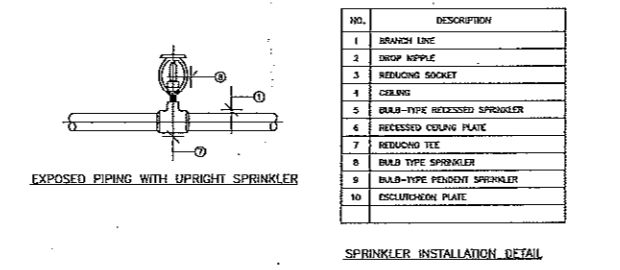 8
1
7
EXPOSED PIPING WITH UPRIGHT SPRINKLER
NO. DESCRIPTION
1 BRANCH LINE
2 DROP NIPPLE
3 REDUCING SOCKET
4 CEILING
5 BULB-TYPE RECESSED SPRINKLER
6 RECESSED CEILING PLATE
7 REDUCING TEE
8 BULB TYPE SPRINKLER
9 BULB-TYPE PENDENT SPRINKLER
10 ESCLUTCHEON PLATE
SPRINKLER INSTALLATION DETAIL